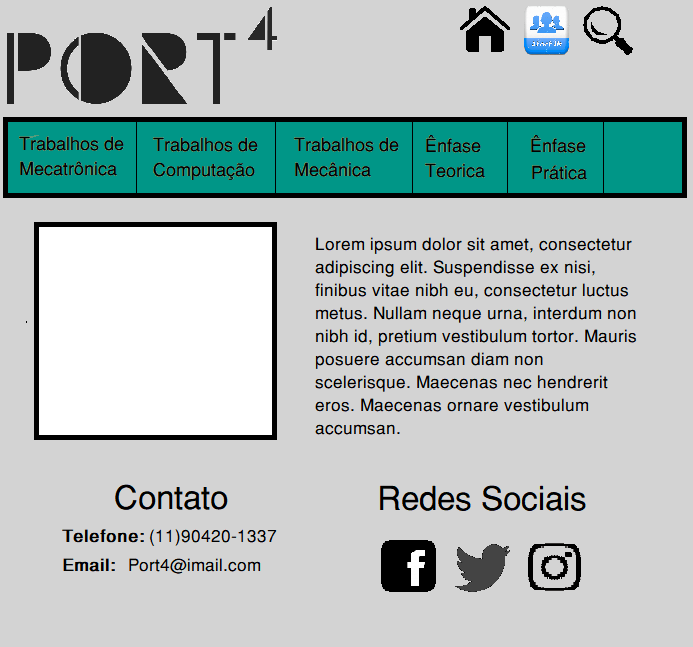 PORT 4
Trabalhos de
Mecatrônica
Trabalhos de
Computação
Trabalhos de
Mecânica
Ênfase
Teorica
Ênfase
Prática
Lorem ipsum dolor sit amet, consectetur
adipiscing elit. Suspendisse ex nisi,
finibus vitae nibh eu, consectetur luctus
metus. Nullam neque urna, interdum non
nibh id, pretium vestibulum tortor. Mauris
posuere accumsan diam non
scelerisque. Maecenas nec hendrerit
eros. Maecenas ornare vestibulum
accumsan.
Contato
Telefone: (11)90420-1337
Email: Port4@imail.com
Redes Sociais